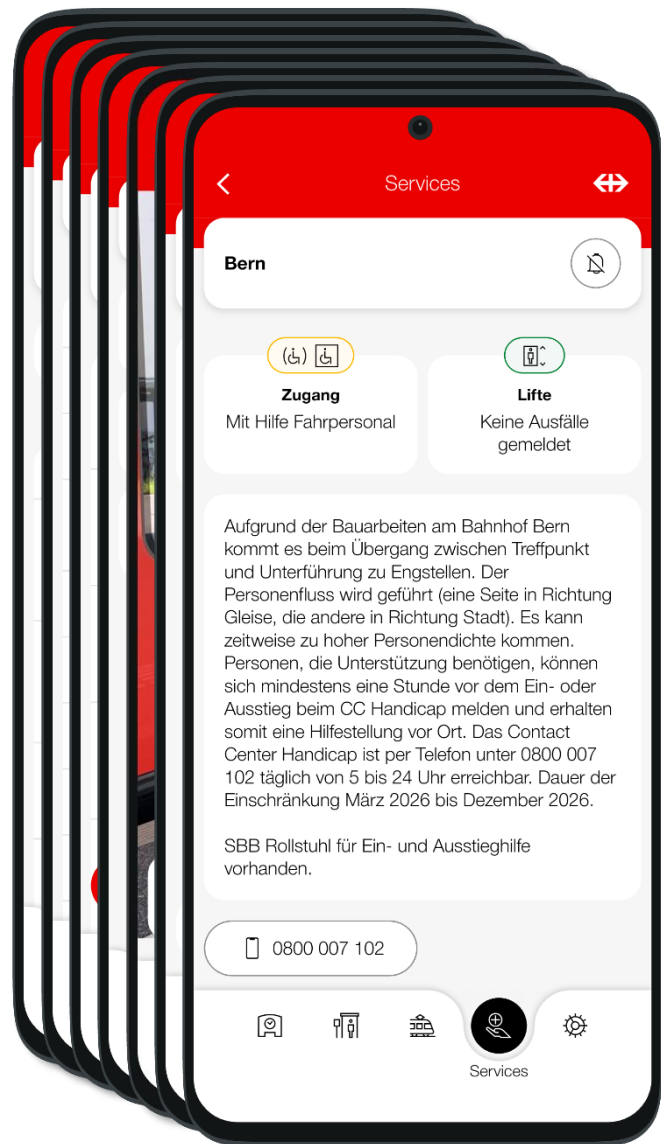 Services
Bern
Zugang
Mit Hilfe Fahrpersonal
Lifte
Keine Ausfälle
gemeldet
Aufgrund der Bauarbeiten am Bahnhof Bern
kommt es beim Übergang zwischen Treffpunkt
und Unterführung zu Engstellen. Der
Personenfluss wird geführt (eine Seite in Richtung
Gleise, die andere in Richtung Stadt). Es kann
zeitweise zu hoher Personendichte kommen.
Personen, die Unterstützung benötigen, können
sich mindestens eine Stunde vor dem Ein- oder
Ausstieg beim CC Handicap melden und erhalten
somit eine Hilfestellung vor Ort. Das Contact
Center Handicap ist per Telefon unter 0800 007
102 täglich von 5 bis 24 Uhr erreichbar. Dauer der
Einschränkung März 2026 bis Dezember 2026.
SBB Rollstuhl für Ein- und Ausstieghilfe
vorhanden.
0800 007 102
Services